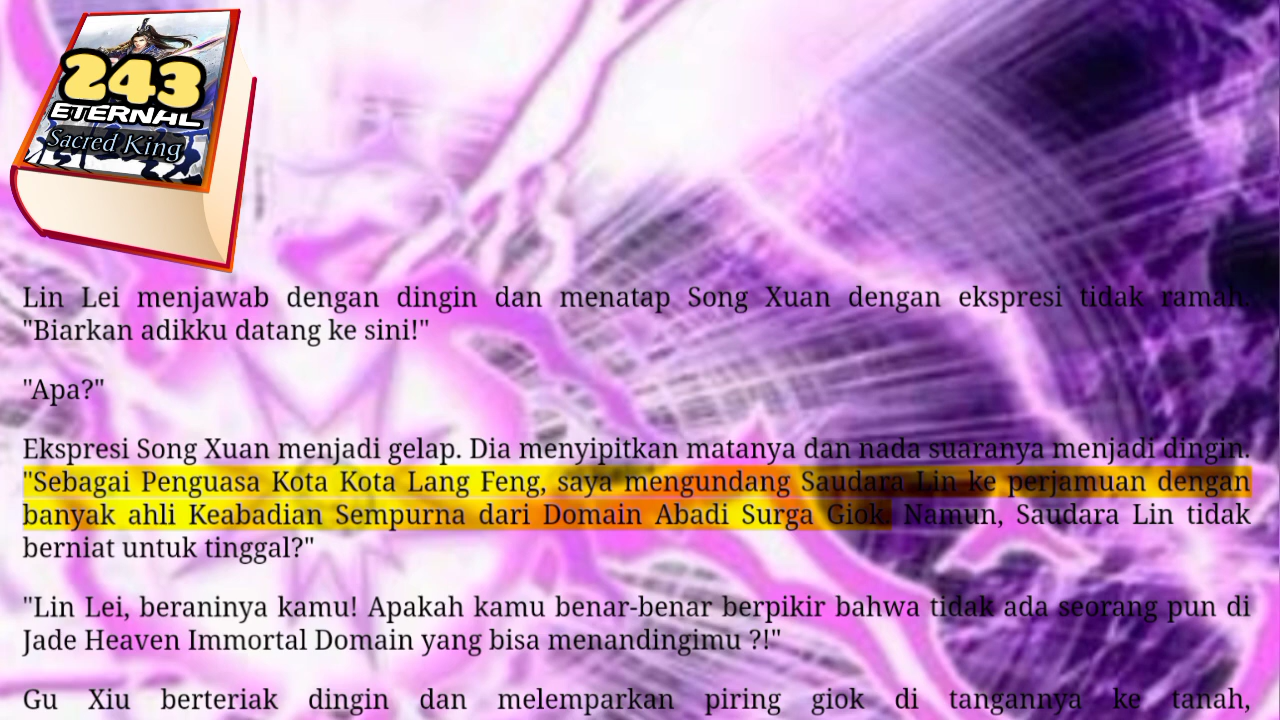 243
ETERNAL
Sacred King
Lin Lei menjawab dengan dingin dan menatap Song Xuan dengan ekspresi tidak ramah.
"Biarkan adikku datang ke sini!"
"Apa?"
Ekspresi Song Xuan menjadi gelap. Dia menyipitkan matanya dan nada suaranya menjadi dingin.
"Sebagai Penguasa Kota Kota Lang Feng, saya mengundang Saudara Lin ke perjamuan dengan
banyak ahli Keabadian Sempurna dari Domain Abadi Surga Giok. Namun, Saudara Lin tidak
berniat untuk tinggal?"
"Lin Lei, beraninya kamu! Apakah kamu benar-benar berpikir bahwa tidak ada seorang pun di
Jade Heaven Immortal Domain yang bisa menandingimu ?!"
Gu Xiu berteriak dingin dan melemparkan piring giok di tangannya ke tanah,